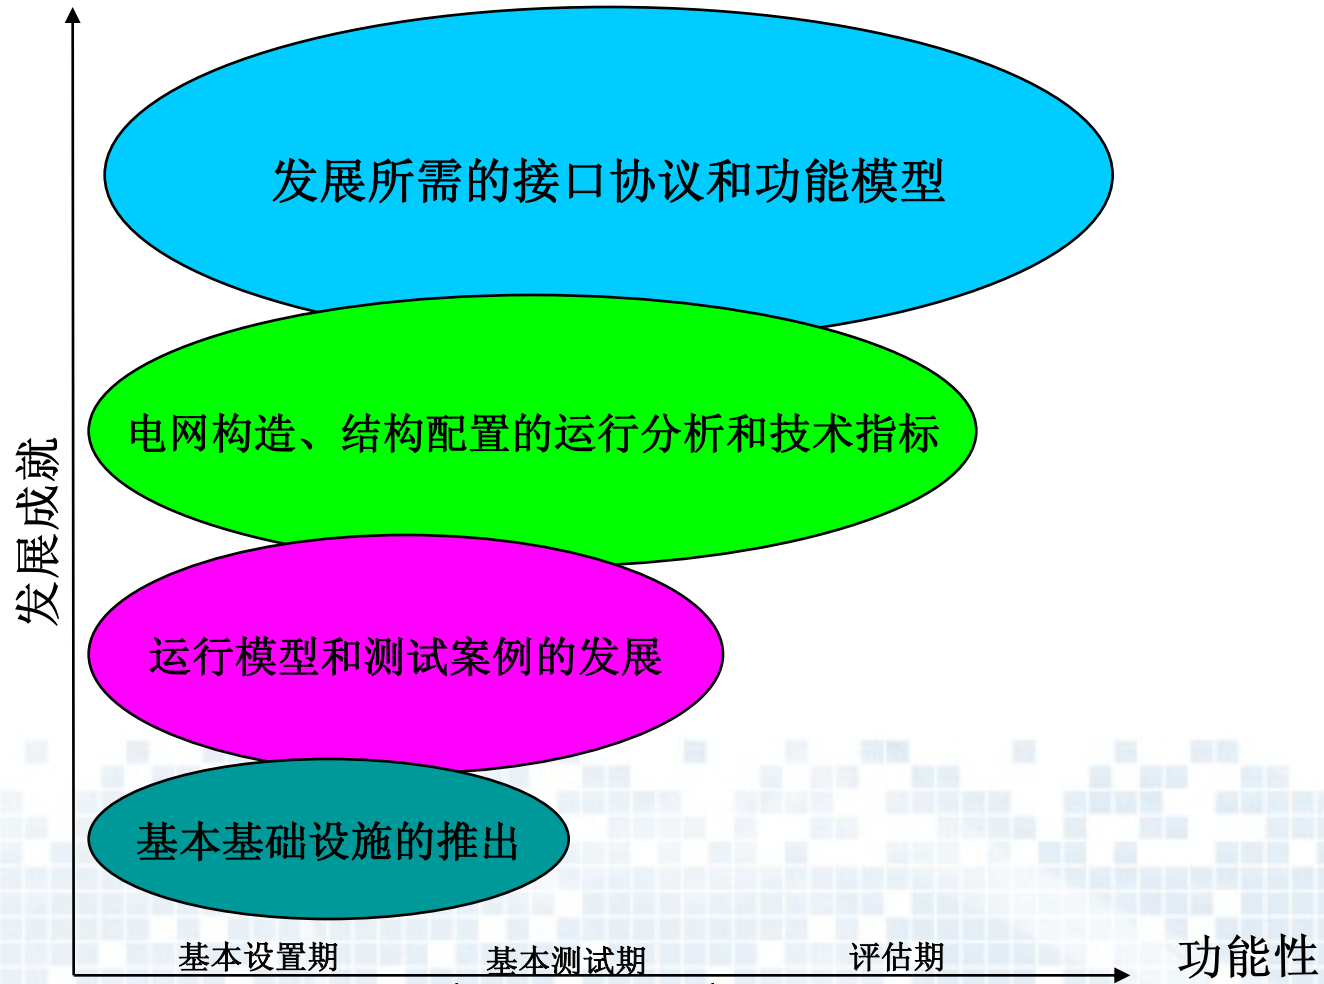 发展所需的接口协议和功能模型
电网构造、结构配置的运行分析和技术指标
发展成就
运行模型和测试案例的发展
基本基础设施的推出
基本设置期
基本测试期
评估期
功能性